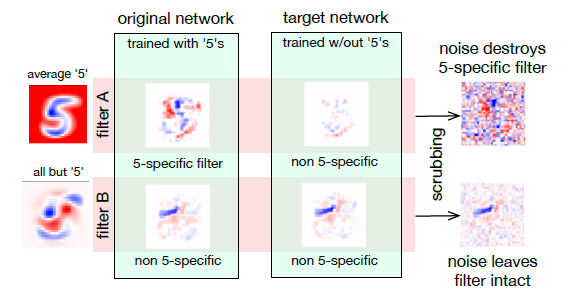 original network
target network
trained with '5's
trained w/out '5's
noise destroys
5-specific filter
average '5'
filter A
5-specific filter
non 5-specific
scrubbing
all but '5'
filter B
non 5-specific
non 5-specific
noise leaves
filter intact